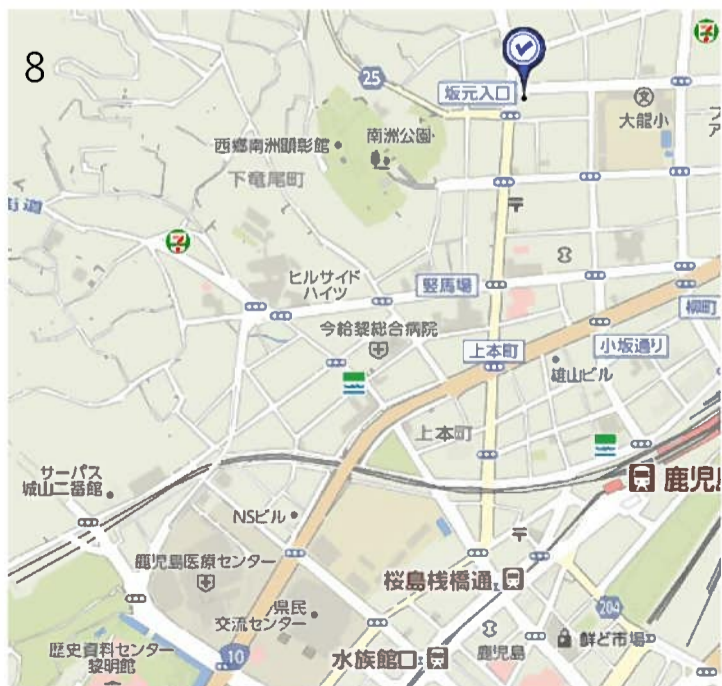 8
25
坂元入口
大龍小
南洲公園
西郷南洲顕彰館
下竜尾町
街道
ヒルサイド
ハイツ
竪馬場
柳町
今給黎総合病院
上本町
小坂通り
雄山ビル
上本町
サーパス
城山二番館
鹿児島
NSビル
鹿児島医療センター
桜島桟橋通
県民
交流センター
204
歴史資料センター
黎明館
10
水族館口
鹿児島
鮮ど市場